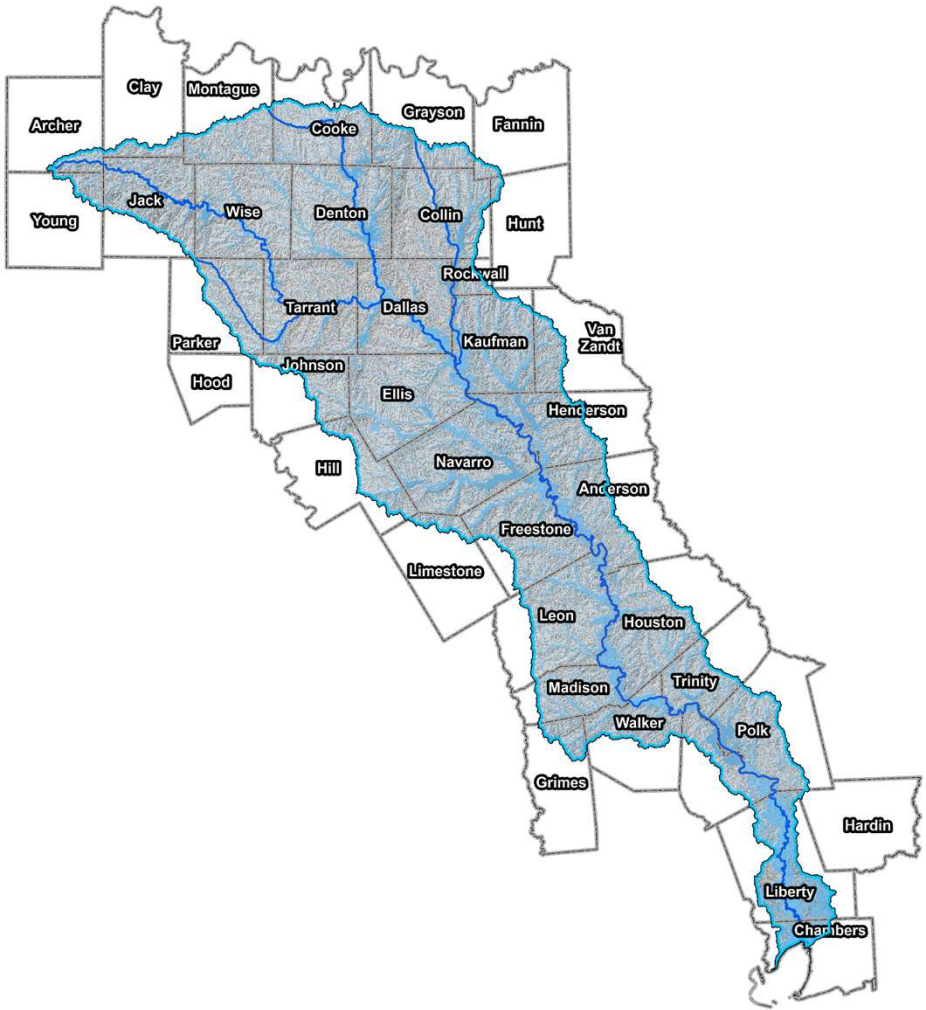 Clay
Montague
Grayson
Archer
Cooke
Fannin
Jack
Wise
Denton
Collin
Young
Hunt
Rockwall
Tarrant
Dallas
Parker
Kaufman
Van
Zandt
Johnson
Hood
Ellis
Henderson
Hill
Navarro
Anderson
Freestone
Limestone
Leon
Houston
Madison
Trinity
Walker
Polk
Grimes
Hardin
Liberty
Chambers